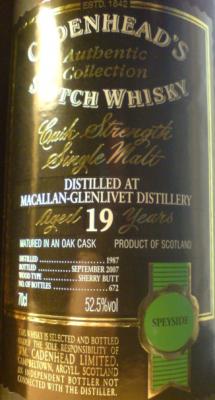 ESTD. 1842
CADENHEAD'S
Authentic
Collection
SCOTCH WHISKY
Cask Strength
Single Malt
DISTILLED AT
MACALLAN-GLENLIVET DISTILLERY
Aged 19 Years
MATURED IN AN OAK CASK PRODUCT OF SCOTLAND
DISTILLED 1987
BOTTLED SEPTEMBER 2007
WOOD TYPE SHERRY BUTT
NO. OF BOTTLES 672
70cl 52.5%vol
SPEYSIDE
THIS WHISKY IS SELECTED AND BOTTLED
UNDER THE SOLE RESPONSIBILITY OF
WM. CADENHEAD LIMITED,
CAMPBELTOWN, ARGYLL SCOTLAND
AN INDEPENDENT BOTTLER NOT
CONNECTED WITH THE DISTILLER.